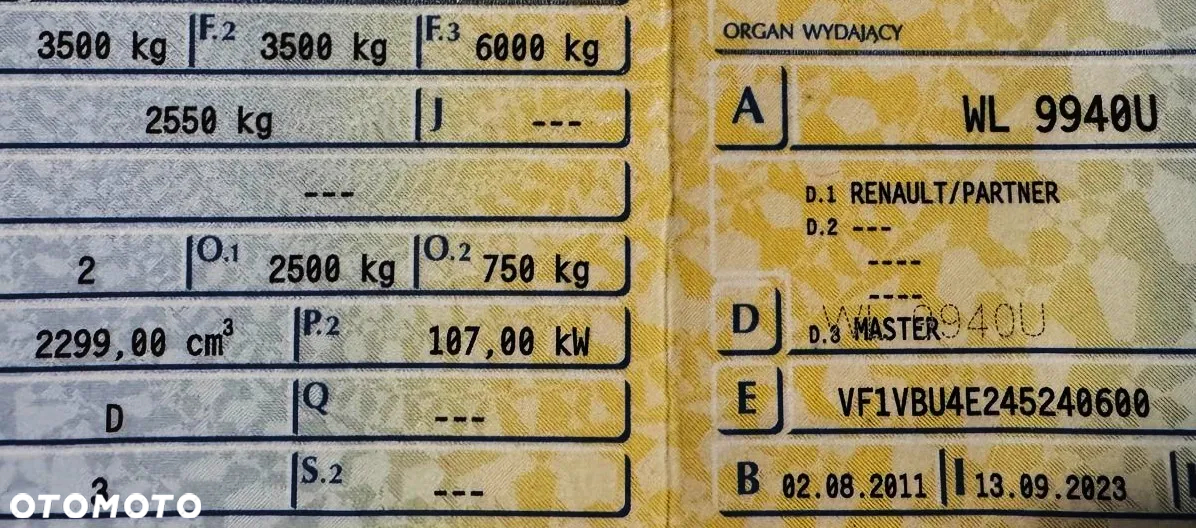 3500 kg F.2 3500 kg F.3 6000 kg
2550 kg J ---
---
2 O.1 2500 kg O.2 750 kg
2299,00 cm³ P.2 107,00 kW
D Q ---
3 S.2 ---
OTOMOTO
ORGAN WYDAJĄCY
A WL 9940U
D.1 RENAULT/PARTNER
D.2 ---
----
----
WL 9940U
D D.3 MASTER
E VF1VBU4E245240600
B 02.08.2011 I 13.09.2023